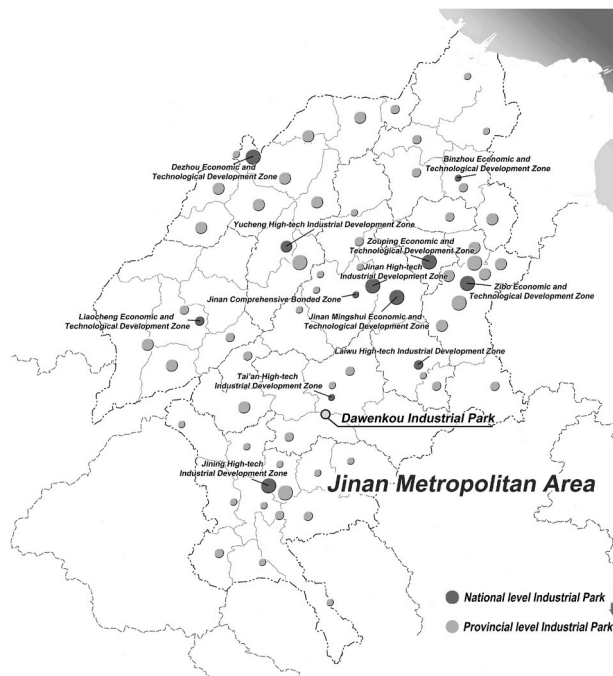 Dezhou Economic and
Technological Development Zone
Binzhou Economic and
Technological Development Zone
Yucheng High-tech Industrial Development Zone
Zouping Economic and
Technological Development Zone
Jinan High-tech
Industrial Development Zone
Zibo Economic and
Technological Development Zone
Jinan Comprehensive Bonded Zone
Jinan Mingshui Economic and
Technological Development Zone
Liaocheng Economic and
Technological Development Zone
Laiwu High-tech Industrial Development Zone
Tai'an High-tech
Industrial Development Zone
Dawenkou Industrial Park
Jining High-tech
Industrial Development Zone
Jinan Metropolitan Area
National level Industrial Park
Provincial level Industrial Park